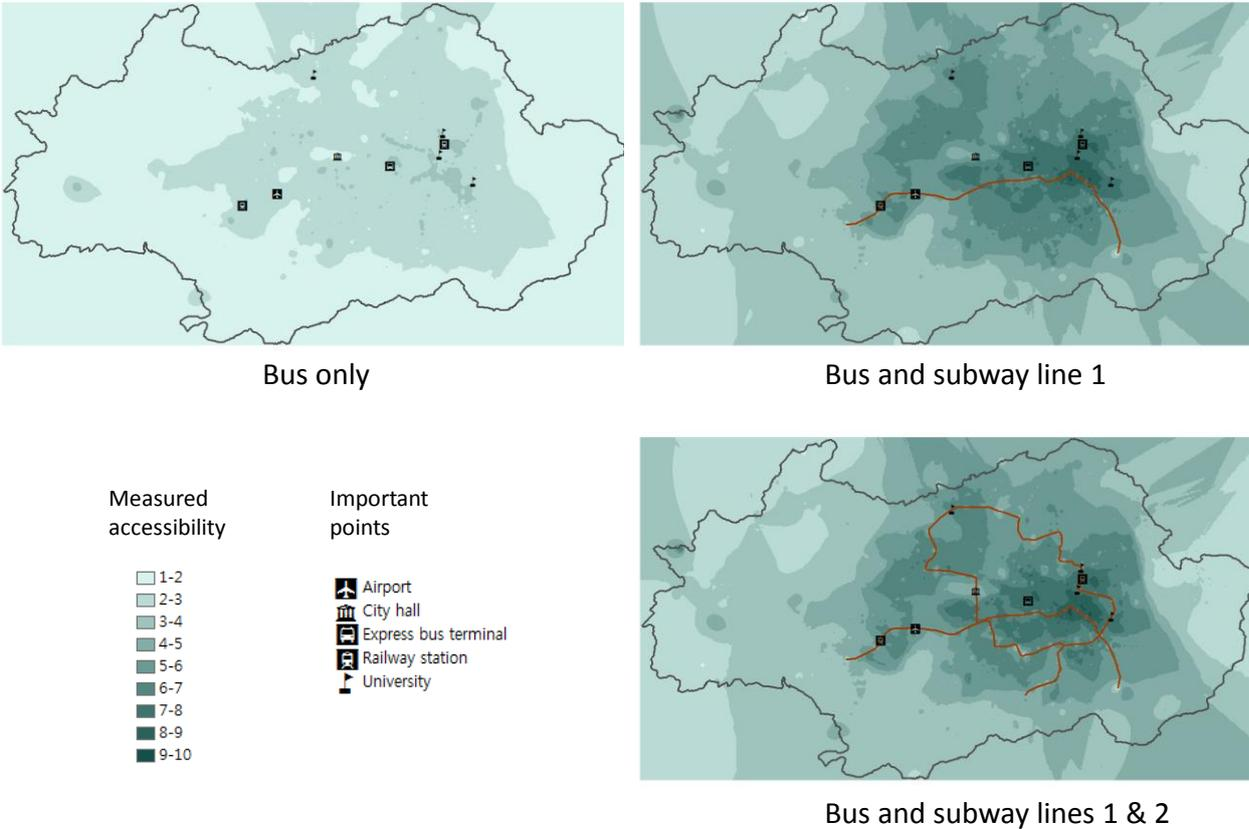 Bus only
Bus and subway line 1
Measured
accessibility
1-2
2-3
3-4
4-5
5-6
6-7
7-8
8-9
9-10
Important
points
Airport
City hall
Express bus terminal
Railway station
University
Bus and subway lines 1 & 2